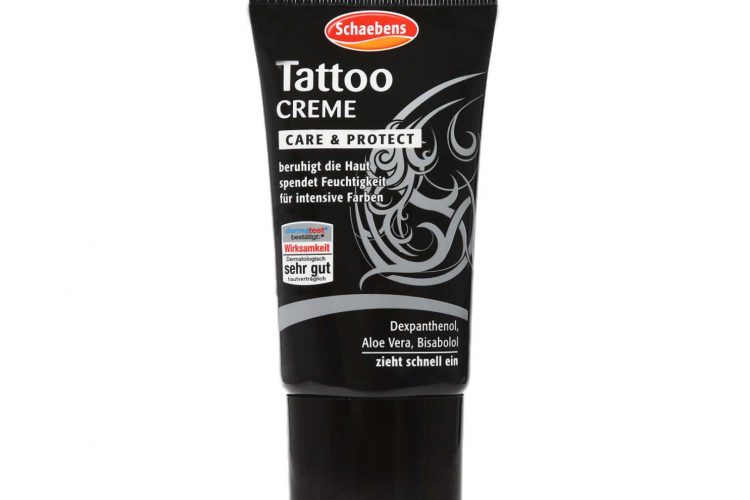 Schaebens
Tattoo
CREME
CARE & PROTECT
beruhigt die Haut
spendet Feuchtigkeit
für intensive Farben
dermatest®
bestätigt:*
Wirksamkeit
Dermatologisch
sehr gut
hautverträglich
Dexpanthenol,
Aloe Vera, Bisabolol
zieht schnell ein